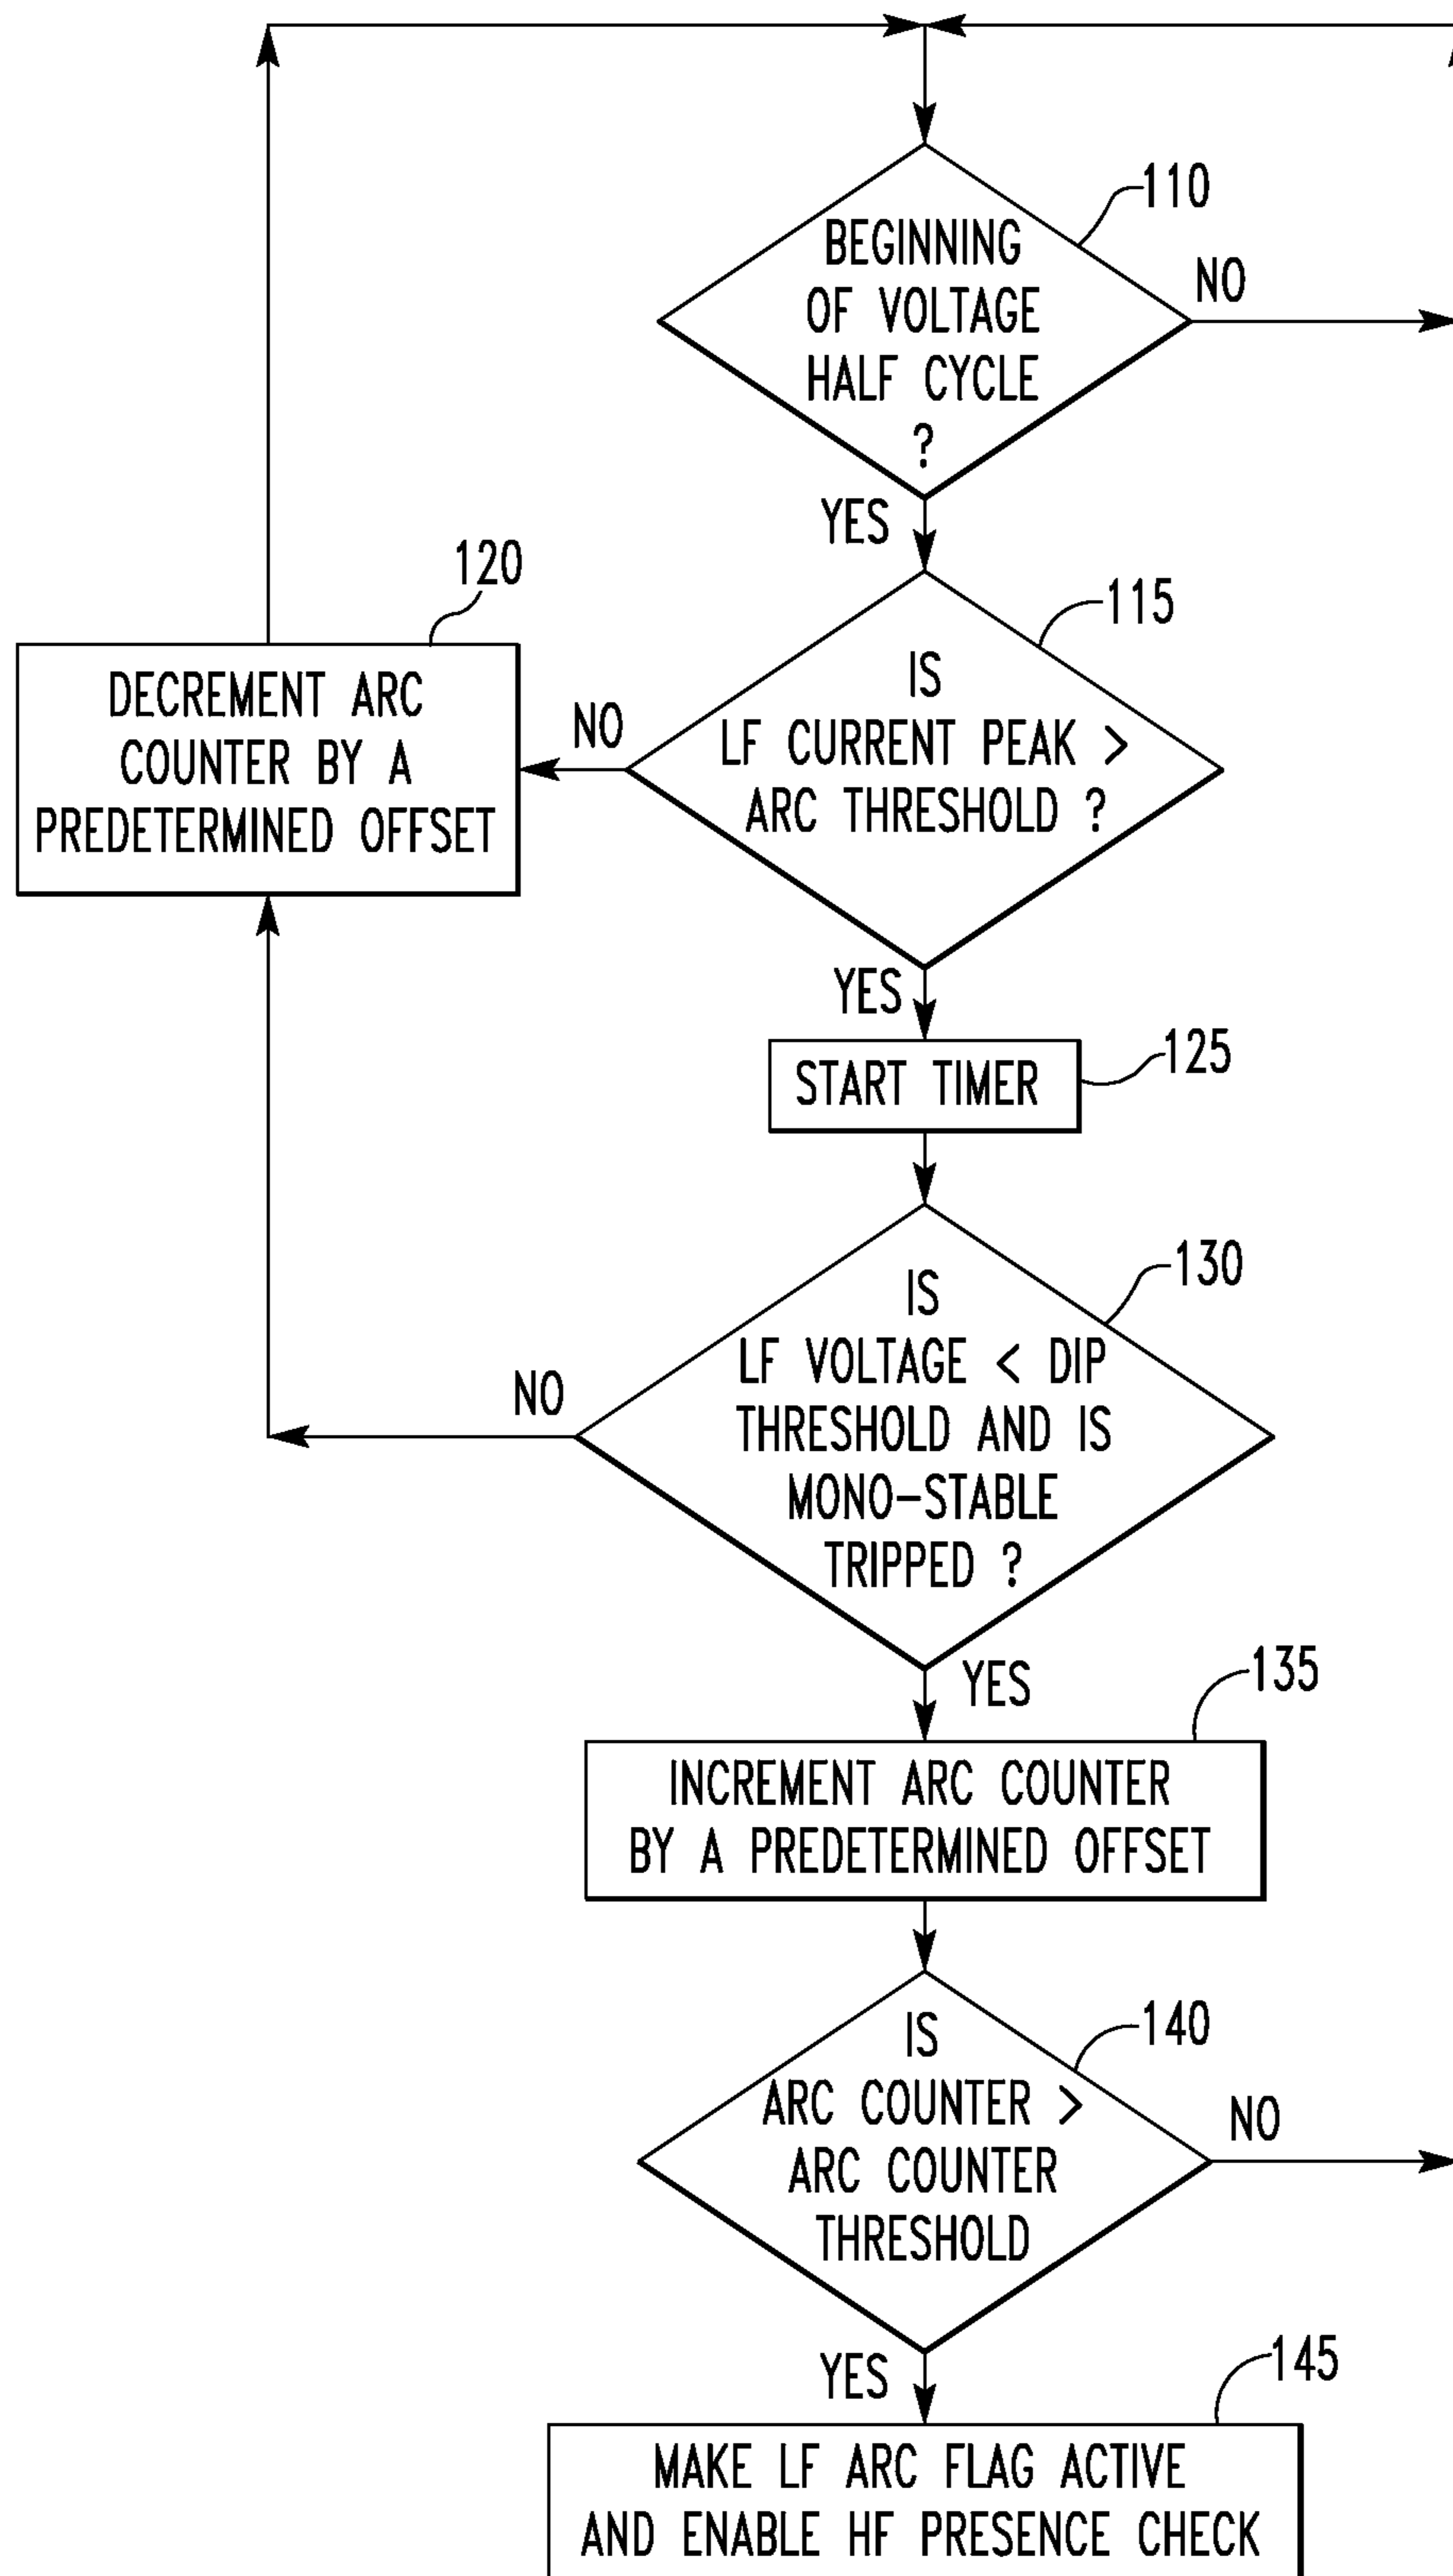 110
BEGINNING
OF VOLTAGE
HALF CYCLE
?
NO
YES
120
115
DECREMENT ARC
COUNTER BY A
PREDETERMINED OFFSET
NO
IS
LF CURRENT PEAK >
ARC THRESHOLD ?
YES
START TIMER
125
130
IS
LF VOLTAGE < DIP
THRESHOLD AND IS
MONO-STABLE
TRIPPED ?
NO
YES
135
INCREMENT ARC COUNTER
BY A PREDETERMINED OFFSET
140
IS
ARC COUNTER >
ARC COUNTER
THRESHOLD
NO
YES
145
MAKE LF ARC FLAG ACTIVE
AND ENABLE HF PRESENCE CHECK